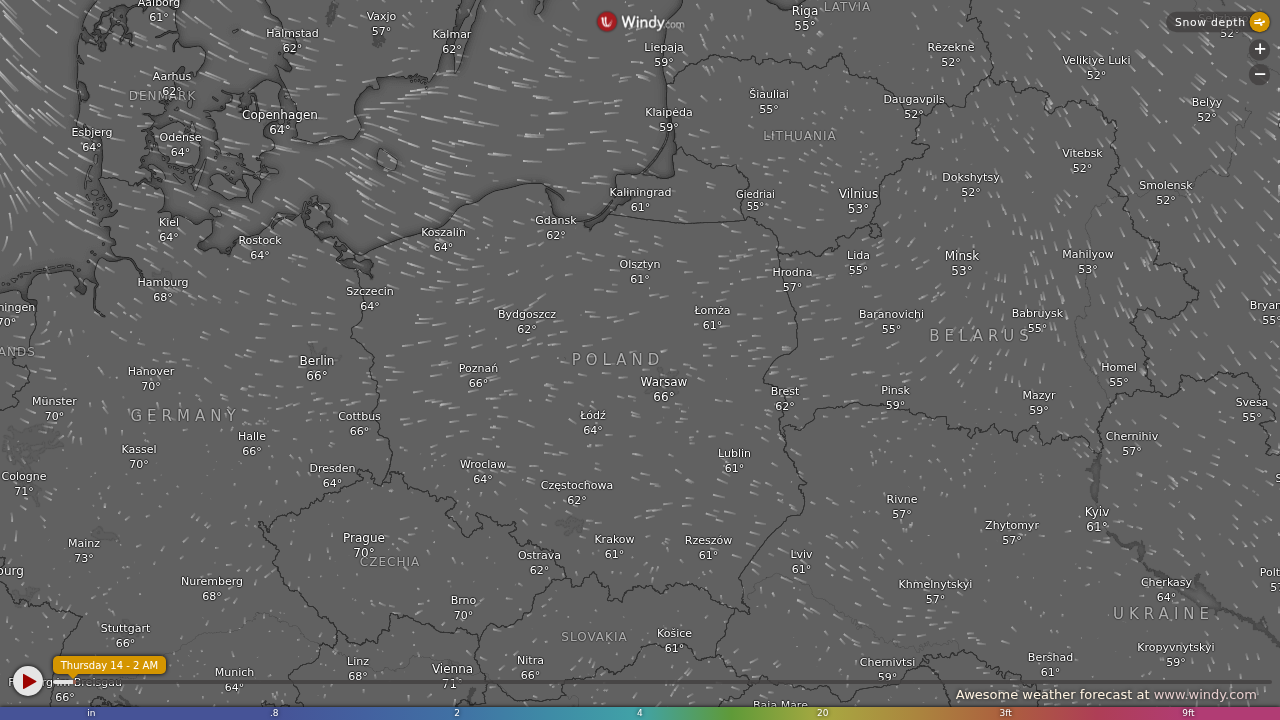 Aalborg
61°
Vaxjo
57°
Halmstad
62°
Kalmar
62°
Windy.com
Liepaja
59°
Riga
55°
LATVIA
Rēzekne
52°
Velikiye Luki
52°
Snow depth
52°
+
−
Aarhus
62°
DENMARK
Copenhagen
64°
Esbjerg
64°
Odense
64°
Klaipėda
59°
Šiauliai
55°
LITHUANIA
Daugavpils
52°
Belyy
52°
Vitebsk
52°
Dokshytsy
52°
Smolensk
52°
Kaliningrad
61°
Giedriai
55°
Vilnius
53°
Kiel
64°
Rostock
64°
Koszalin
64°
Gdansk
62°
Olsztyn
61°
Hrodna
57°
Lida
55°
Minsk
53°
Mahilyow
53°
Hamburg
68°
Szczecin
64°
Bydgoszcz
62°
Łomża
61°
Baranovichi
55°
Babruysk
55°
BELARUS
ningen
70°
ANDS
Hanover
70°
Berlin
66°
Poznań
66°
POLAND
Warsaw
66°
Brest
62°
Pinsk
59°
Homel
55°
Mazyr
59°
Svesa
55°
Münster
70°
GERMANY
Cottbus
66°
Łódź
64°
Halle
66°
Kassel
70°
Cologne
71°
Dresden
64°
Wroclaw
64°
Częstochowa
62°
Lublin
61°
Chernihiv
57°
Rivne
57°
Zhytomyr
57°
Kyiv
61°
Mainz
73°
Prague
70°
CZECHIA
Ostrava
62°
Krakow
61°
Rzeszów
61°
Lviv
61°
Khmelnytskyi
57°
Cherkasy
64°
UKRAINE
burg
Nuremberg
68°
Brno
70°
Stuttgart
66°
SLOVAKIA
Košice
61°
Kropyvnytskyi
59°
Thursday 14 - 2 AM
66°
Munich
64°
Linz
68°
Vienna
71°
Nitra
66°
Chernivtsi
59°
Bershad
61°
Baia Mare
Awesome weather forecast at www.windy.com
in .8 2 4 20 3ft 9ft